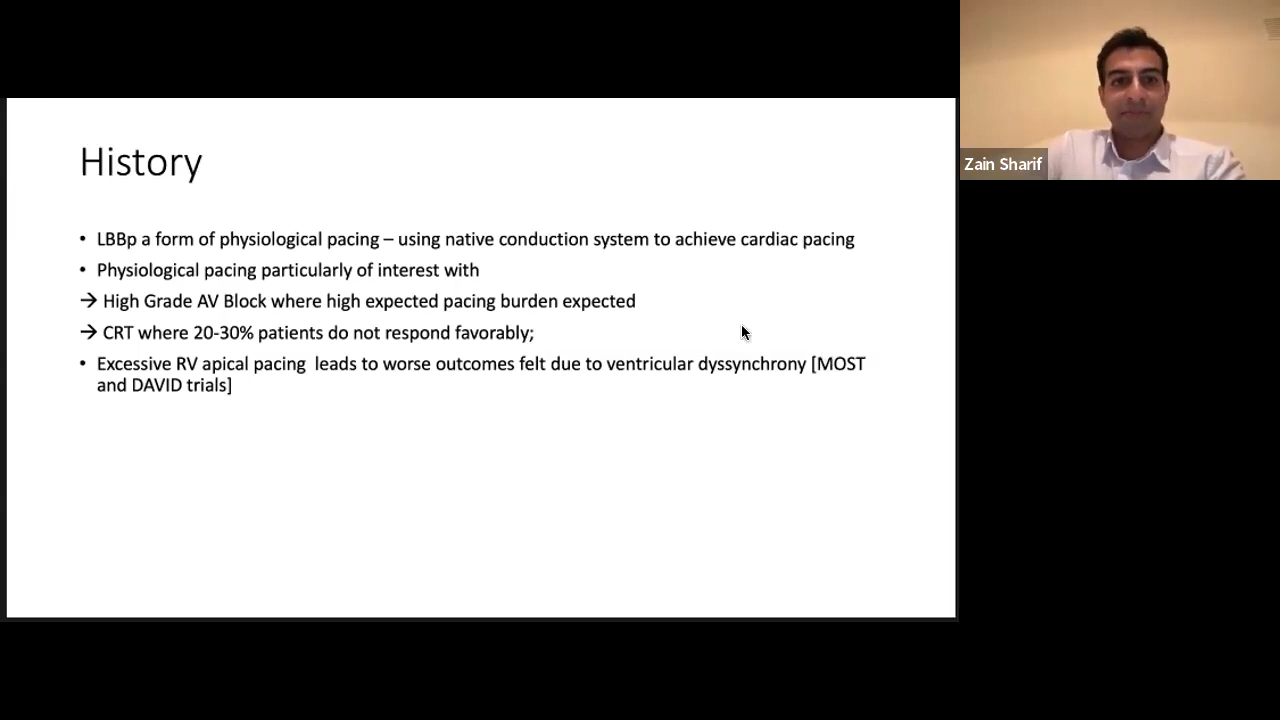 History
• LBBp a form of physiological pacing – using native conduction system to achieve cardiac pacing
• Physiological pacing particularly of interest with
→ High Grade AV Block where high expected pacing burden expected
→ CRT where 20-30% patients do not respond favorably;
• Excessive RV apical pacing  leads to worse outcomes felt due to ventricular dyssynchrony [MOST
and DAVID trials]
Zain Sharif